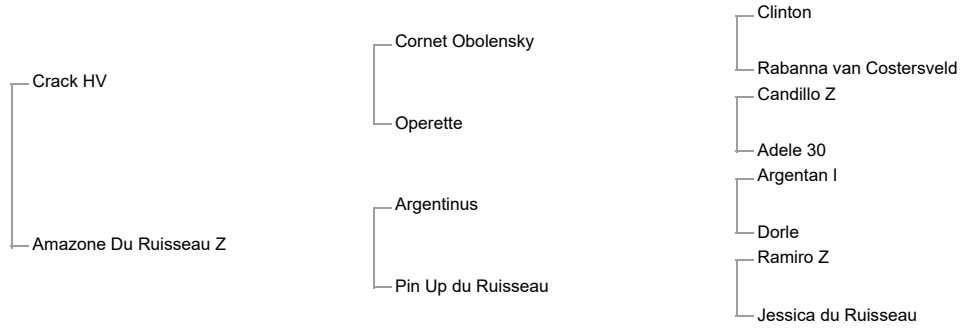 Clinton
Cornet Obolensky
Rabanna van Costersveld
Crack HV
Candillo Z
Operette
Adele 30
Argentan I
Argentinus
Dorle
Amazone Du Ruisseau Z
Ramiro Z
Pin Up du Ruisseau
Jessica du Ruisseau